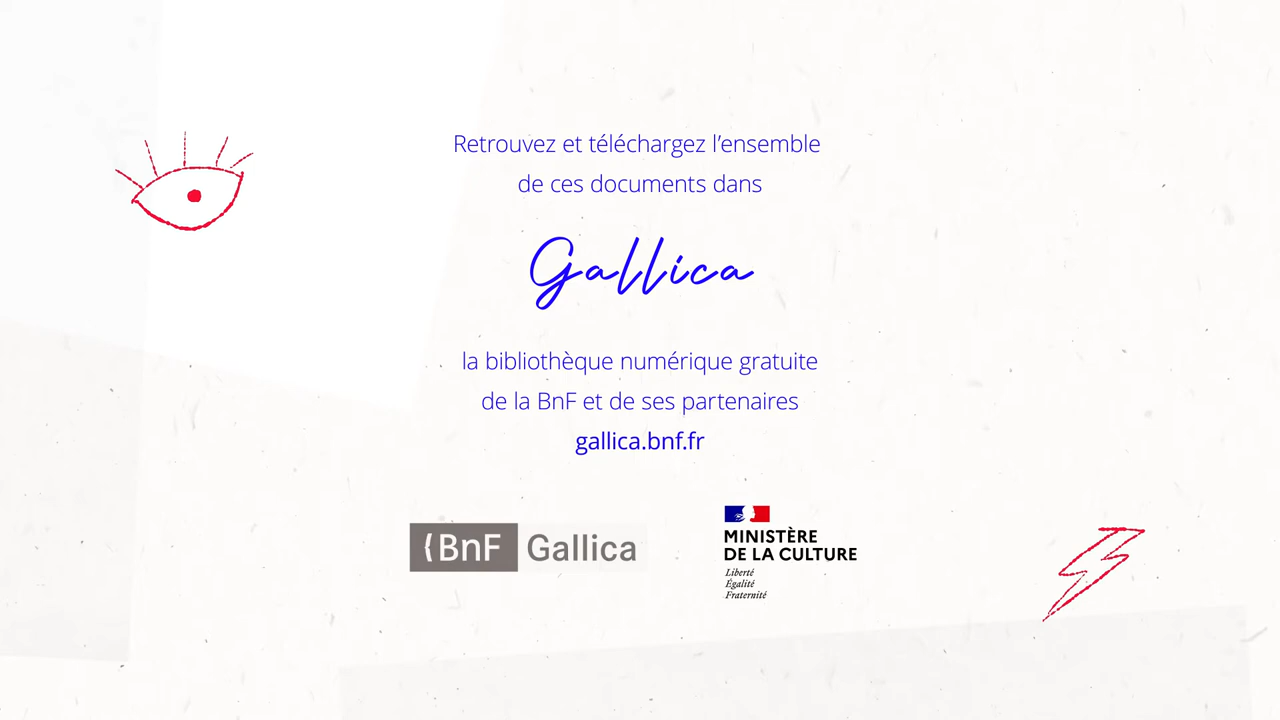 Retrouvez et téléchargez l’ensemble
de ces documents dans
Gallica
la bibliothèque numérique gratuite
de la BnF et de ses partenaires
gallica.bnf.fr
BnF Gallica
MINISTÈRE
DE LA CULTURE
Liberté
Égalité
Fraternité